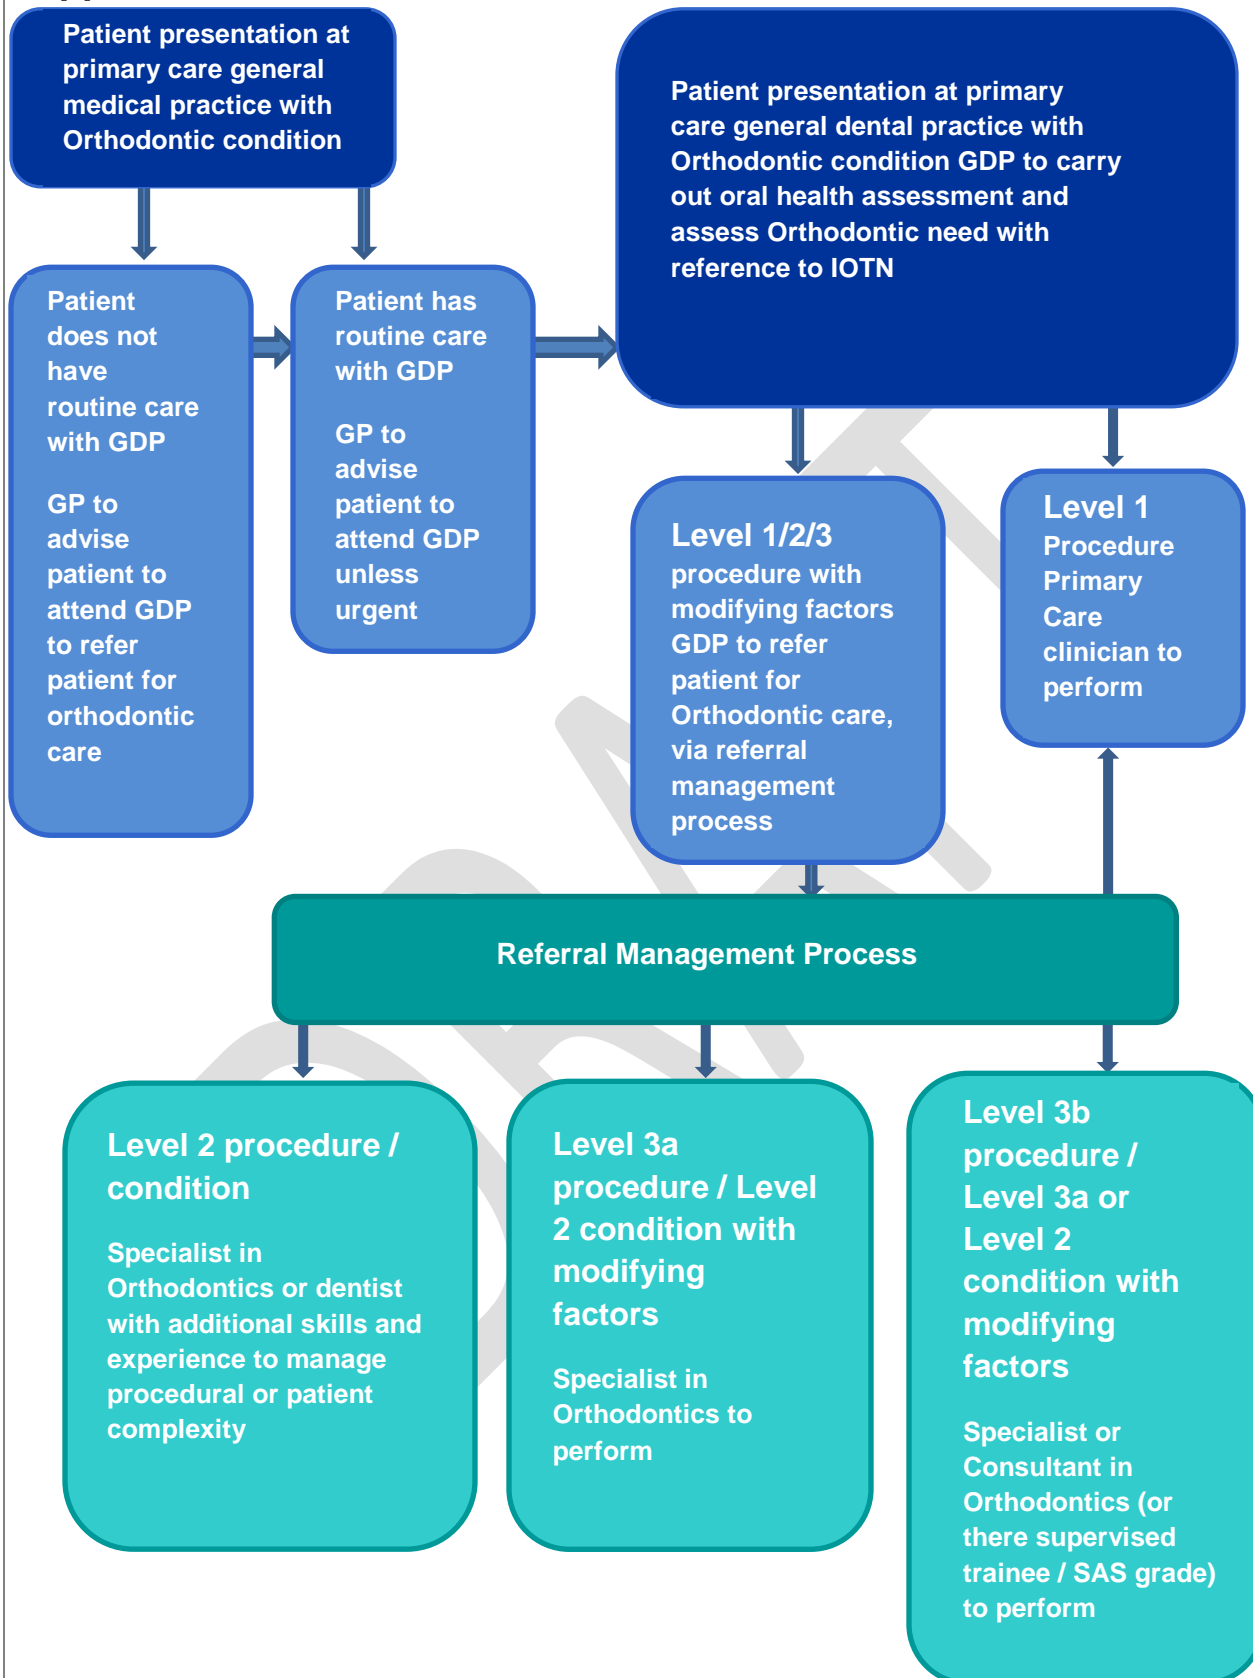 Patient presentation at
primary care general
medical practice with
Orthodontic condition
Patient presentation at primary
care general dental practice with
Orthodontic condition GDP to carry
out oral health assessment and
assess Orthodontic need with
reference to IOTN
Patient
does not
have
routine care
with GDP
GP to
advise
patient to
attend GDP
to refer
patient for
orthodontic
care
Patient has
routine care
with GDP
GP to
advise
patient to
attend GDP
unless
urgent
Level 1/2/3
procedure with
modifying factors
GDP to refer
patient for
Orthodontic care,
via referral
management
process
Level 1
Procedure
Primary
Care
clinician to
perform
Referral Management Process
Level 2 procedure /
condition
Specialist in
Orthodontics or dentist
with additional skills and
experience to manage
procedural or patient
complexity
Level 3a
procedure / Level
2 condition with
modifying
factors
Specialist in
Orthodontics to
perform
Level 3b
procedure /
Level 3a or
Level 2
condition with
modifying
factors
Specialist or
Consultant in
Orthodontics (or
there supervised
trainee / SAS grade)
to perform
DRAFT